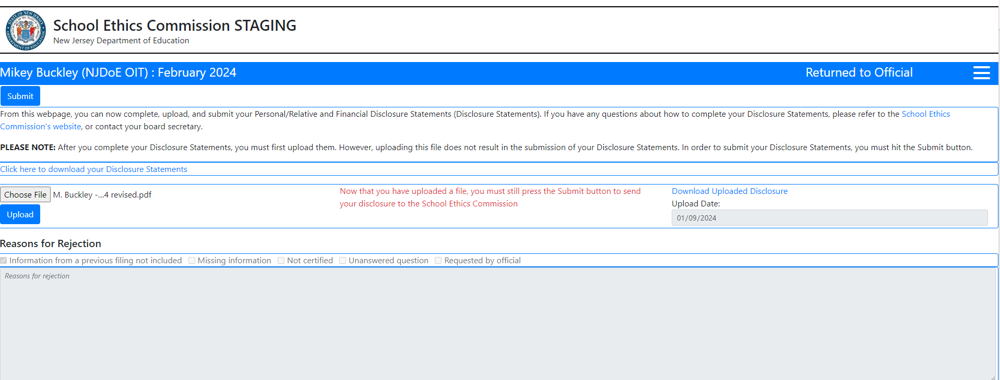 School Ethics Commission STAGING
New Jersey Department of Education
Mikey Buckley (NJDoE OIT) : February 2024
Returned to Official
Submit
From this webpage, you can now complete, upload, and submit your Personal/Relative and Financial Disclosure Statements (Disclosure Statements). If you have any questions about how to complete your Disclosure Statements, please refer to the School Ethics
Commission's website, or contact your board secretary.
PLEASE NOTE: After you complete your Disclosure Statements, you must first upload them. However, uploading this file does not result in the submission of your Disclosure Statements. In order to submit your Disclosure Statements, you must hit the Submit button.
Click here to download your Disclosure Statements
Choose File M. Buckley -...4 revised.pdf
Upload
Now that you have uploaded a file, you must still press the Submit button to send
your disclosure to the School Ethics Commission
Download Uploaded Disclosure
Upload Date:
01/09/2024
Reasons for Rejection
Information from a previous filing not included Missing information Not certified Unanswered question Requested by official
Reasons for rejection